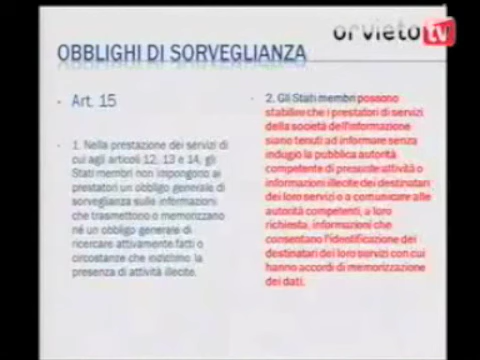 orvieto tv
OBBLIGHI DI SORVEGLIANZA
- Art. 15
- 1. Nella prestazione dei servizi di
cui agli articoli 12, 13 e 14, gli
Stati membri non impongono ai
prestatori un obbligo generale di
sorveglianza sulle informazioni
che trasmettono o memorizzano
né un obbligo generale di
ricercare attivamente fatti o
circostanze che indichino la
presenza di attività illecite.
- 2. Gli Stati membri possono
stabilire che i prestatori di servizi
della società dell'informazione
siano tenuti ad informare senza
indugio la pubblica autorità
competente di presunte attività o
informazioni illecite dei destinatari
dei loro servizi o a comunicare alle
autorità competenti, a loro
richiesta, informazioni che
consentano l'identificazione dei
destinatari dei loro servizi con cui
hanno accordi di memorizzazione
dei dati.